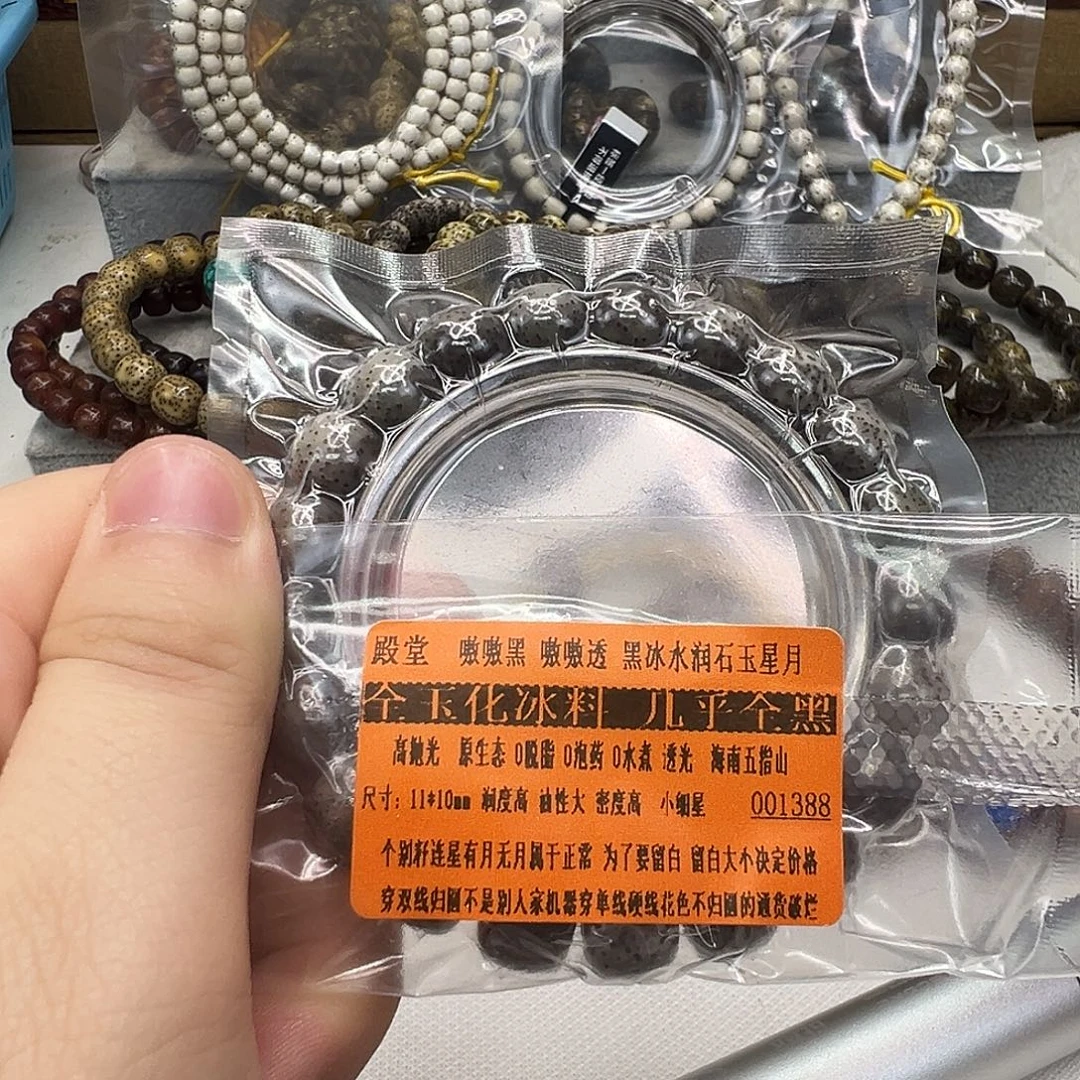 殿堂 嗷嗷黑 嗷嗷透 黑冰水润石玉星月
全玉化冰料 几乎全黑
高抛光 原生态 0脱脂 0泡药 0水煮 透光 海南五指山
尺寸：11*10mm 润度高 油性大 密度高 小细星 001388
个别籽连星有月无月属于正常 为了要留白 留白大小决定价格
穿双线归圆不是别人家机器穿单线硬线花色不归圆的通货破烂